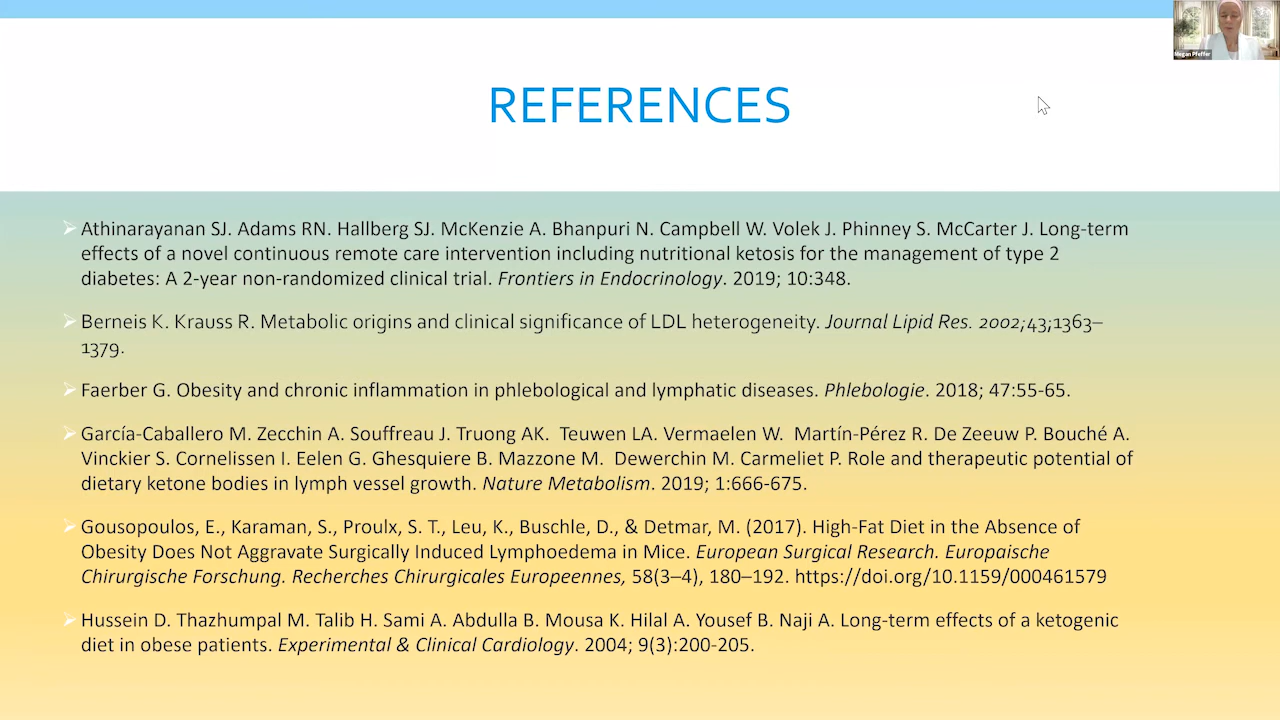 Megan Pfeffer
REFERENCES
Athinarayanan SJ. Adams RN. Hallberg SJ. McKenzie A. Bhanpuri N. Campbell W. Volek J. Phinney S. McCarter J. Long-term
effects of a novel continuous remote care intervention including nutritional ketosis for the management of type 2
diabetes: A 2-year non-randomized clinical trial. Frontiers in Endocrinology. 2019; 10:348.
Berneis K. Krauss R. Metabolic origins and clinical significance of LDL heterogeneity. Journal Lipid Res. 2002;43;1363–
1379.
Faerber G. Obesity and chronic inflammation in phlebological and lymphatic diseases. Phlebologie. 2018; 47:55-65.
García-Caballero M. Zecchin A. Souffreau J. Truong AK.  Teuwen LA. Vermaelen W.  Martín-Pérez R. De Zeeuw P. Bouché A.
Vinckier S. Cornelissen I. Eelen G. Ghesquiere B. Mazzone M.  Dewerchin M. Carmeliet P. Role and therapeutic potential of
dietary ketone bodies in lymph vessel growth. Nature Metabolism. 2019; 1:666-675.
Gousopoulos, E., Karaman, S., Proulx, S. T., Leu, K., Buschle, D., & Detmar, M. (2017). High-Fat Diet in the Absence of
Obesity Does Not Aggravate Surgically Induced Lymphoedema in Mice. European Surgical Research. Europaische
Chirurgische Forschung. Recherches Chirurgicales Europeennes, 58(3–4), 180–192. https://doi.org/10.1159/000461579
Hussein D. Thazhumpal M. Talib H. Sami A. Abdulla B. Mousa K. Hilal A. Yousef B. Naji A. Long-term effects of a ketogenic
diet in obese patients. Experimental & Clinical Cardiology. 2004; 9(3):200-205.